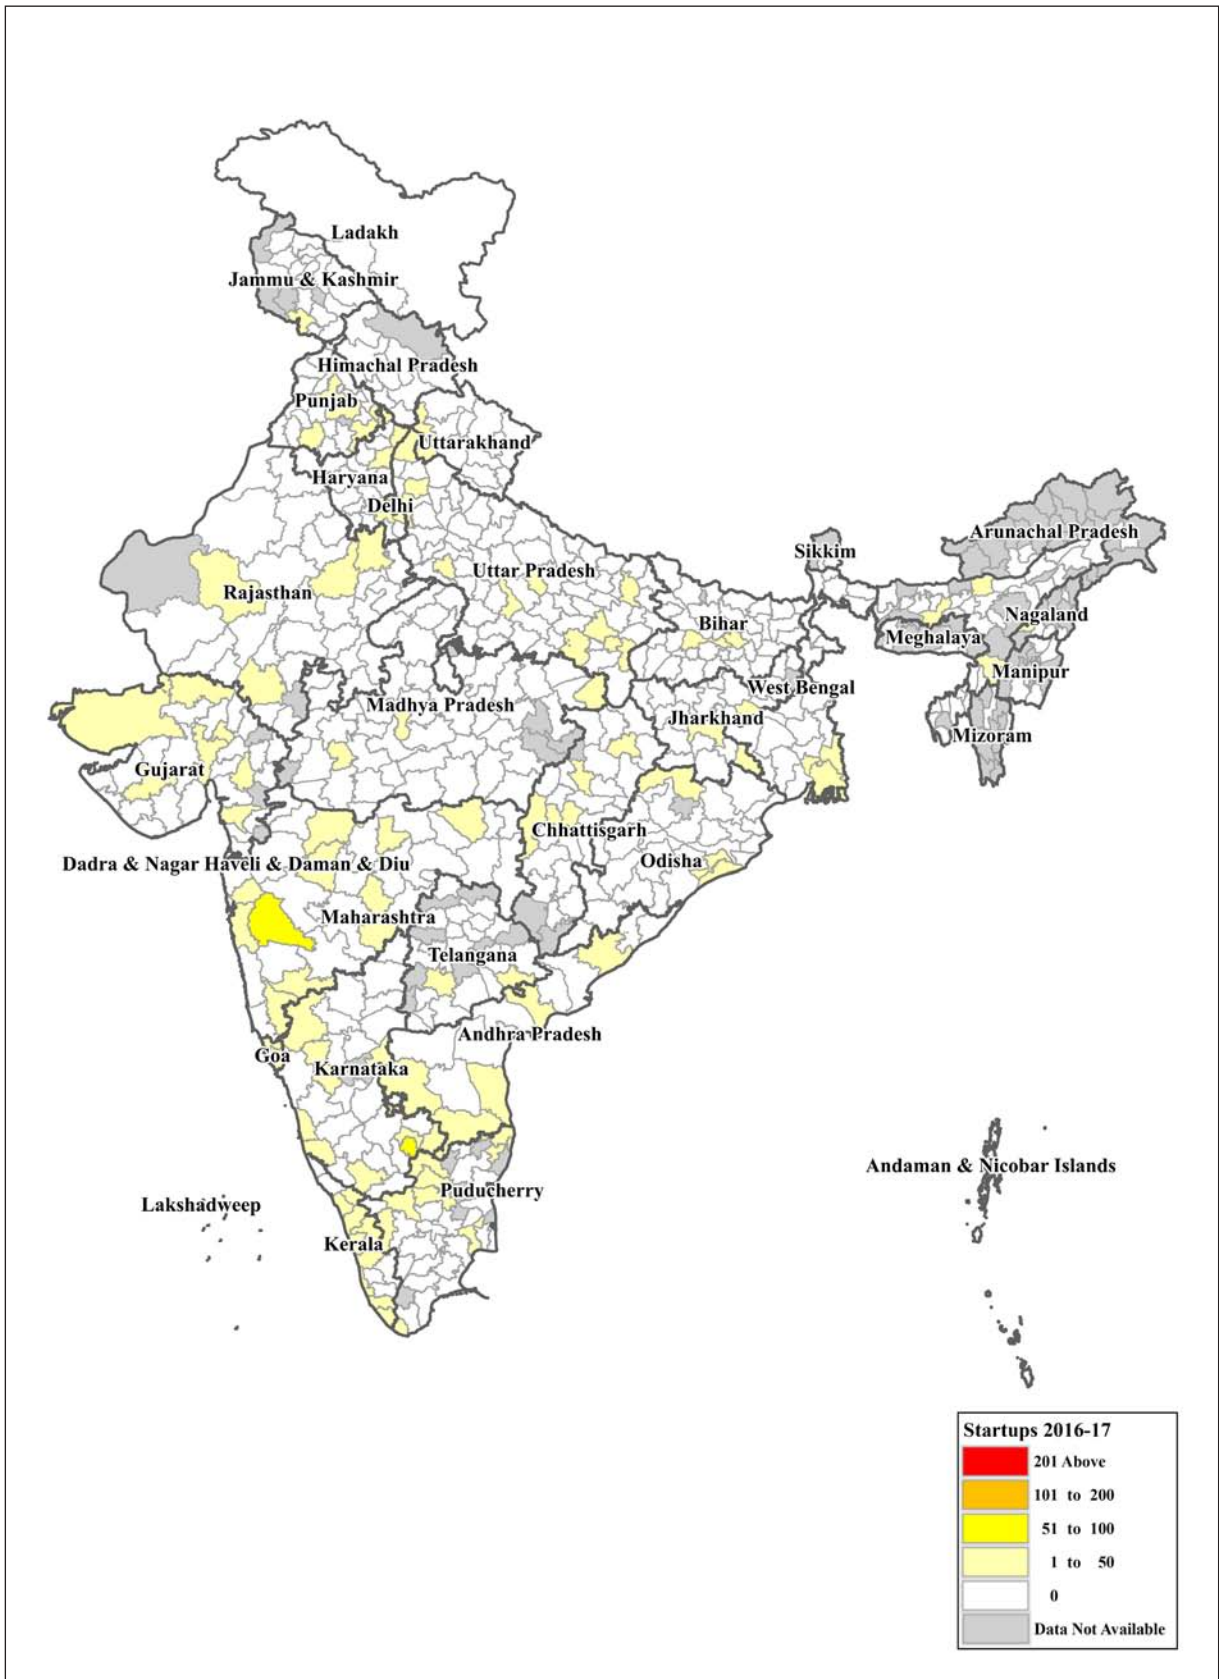 Ladakh
Jammu & Kashmir
Himachal Pradesh
Punjab
Uttarakhand
Haryana
Delhi
Arunachal Pradesh
Sikkim
Uttar Pradesh
Rajasthan
Nagaland
Bihar
Meghalaya
Manipur
West Bengal
Madhya Pradesh
Jharkhand
Mizoram
Gujarat
Chhattisgarh
Odisha
Dadra & Nagar Haveli & Daman & Diu
Maharashtra
Telangana
Andhra Pradesh
Goa
Karnataka
Andaman & Nicobar Islands
Puducherry
Lakshadweep
Kerala
Startups 2016-17
201 Above
101 to 200
51 to 100
1 to 50
0
Data Not Available